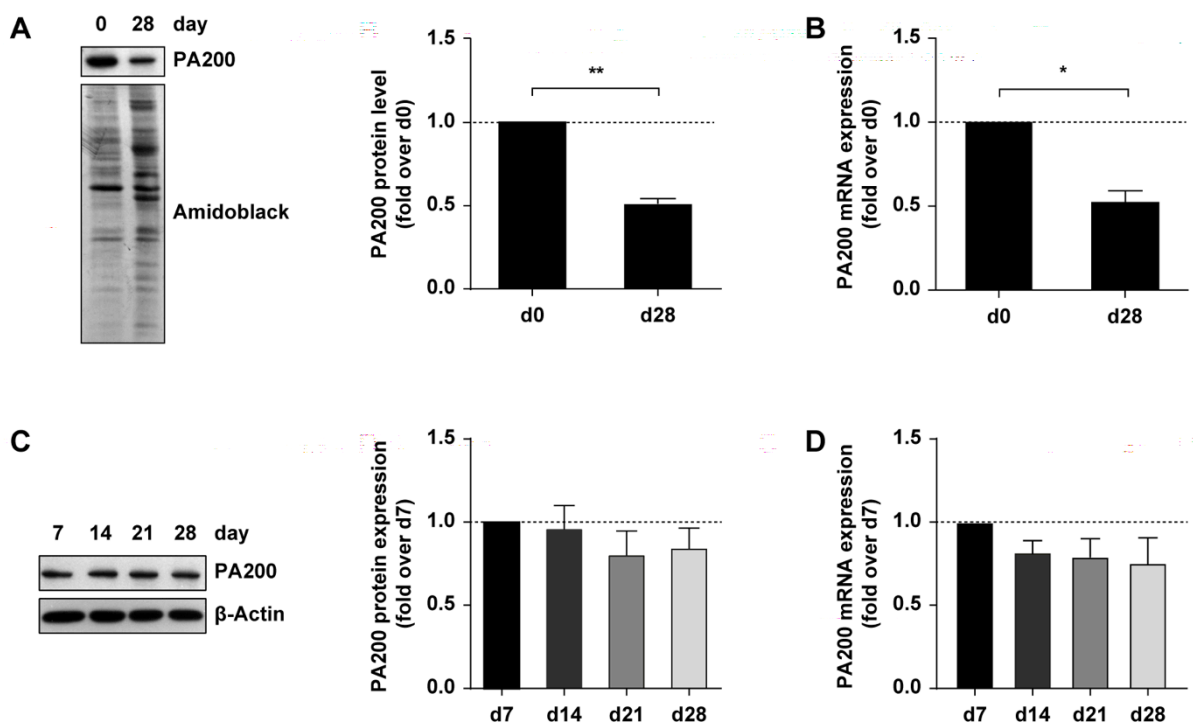 A
0 28 day
PA200
Amidoblack
PA200 protein level
(fold over d0)
1.5
1.0
0.5
0.0
**
d0 d28
B
PA200 mRNA expression
(fold over d0)
1.5
1.0
0.5
0.0
*
d0 d28
C
7 14 21 28 day
PA200
β-Actin
PA200 protein expression
(fold over d7)
1.5
1.0
0.5
0.0
d7 d14 d21 d28
D
PA200 mRNA expression
(fold over d7)
1.5
1.0
0.5
0.0
d7 d14 d21 d28